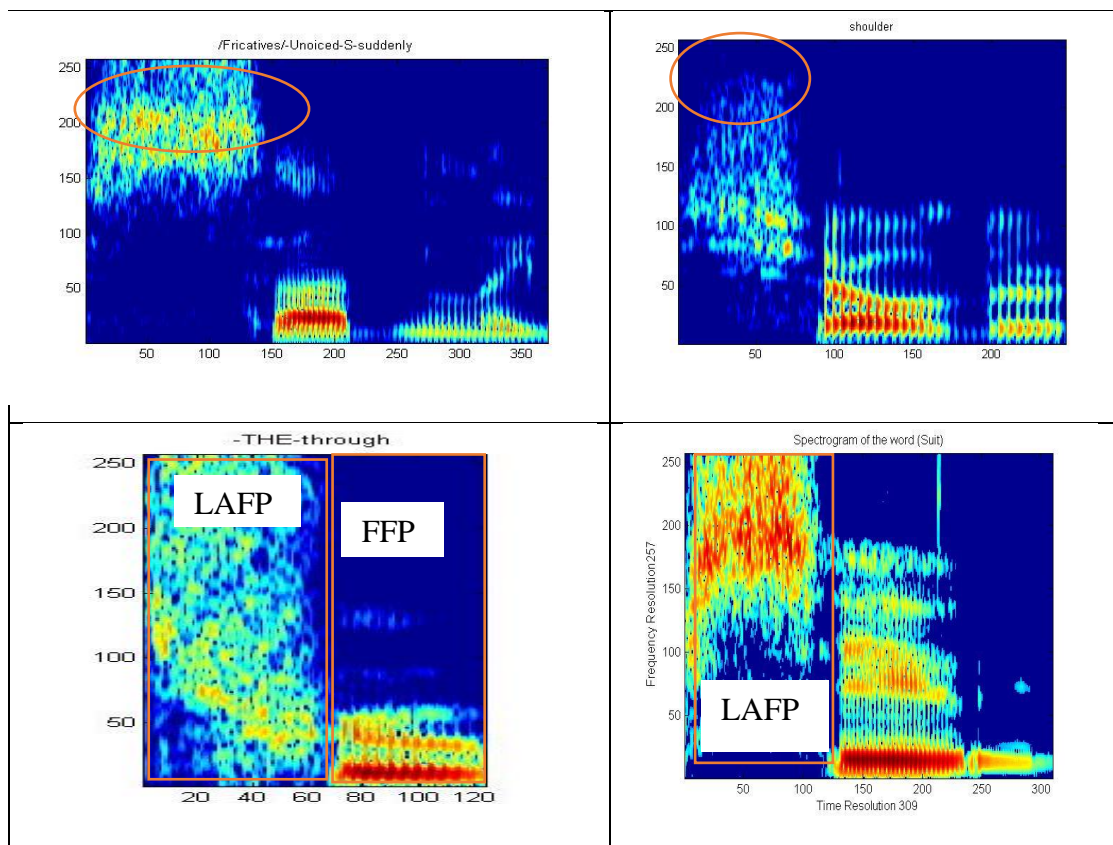 /Fricatives/-Unoiced-S-suddenly
250
200
150
100
50
50 100 150 200 250 300 350
shoulder
250
200
150
100
50
50 100 150 200
-THE-through
250
200
150
100
50
LAFP
FFP
20 40 60 80 100 120
Spectrogram of the word (Suit)
Frequency Resolution257
250
200
150
100
50
LAFP
50 100 150 200 250 300
Time Resolution 309